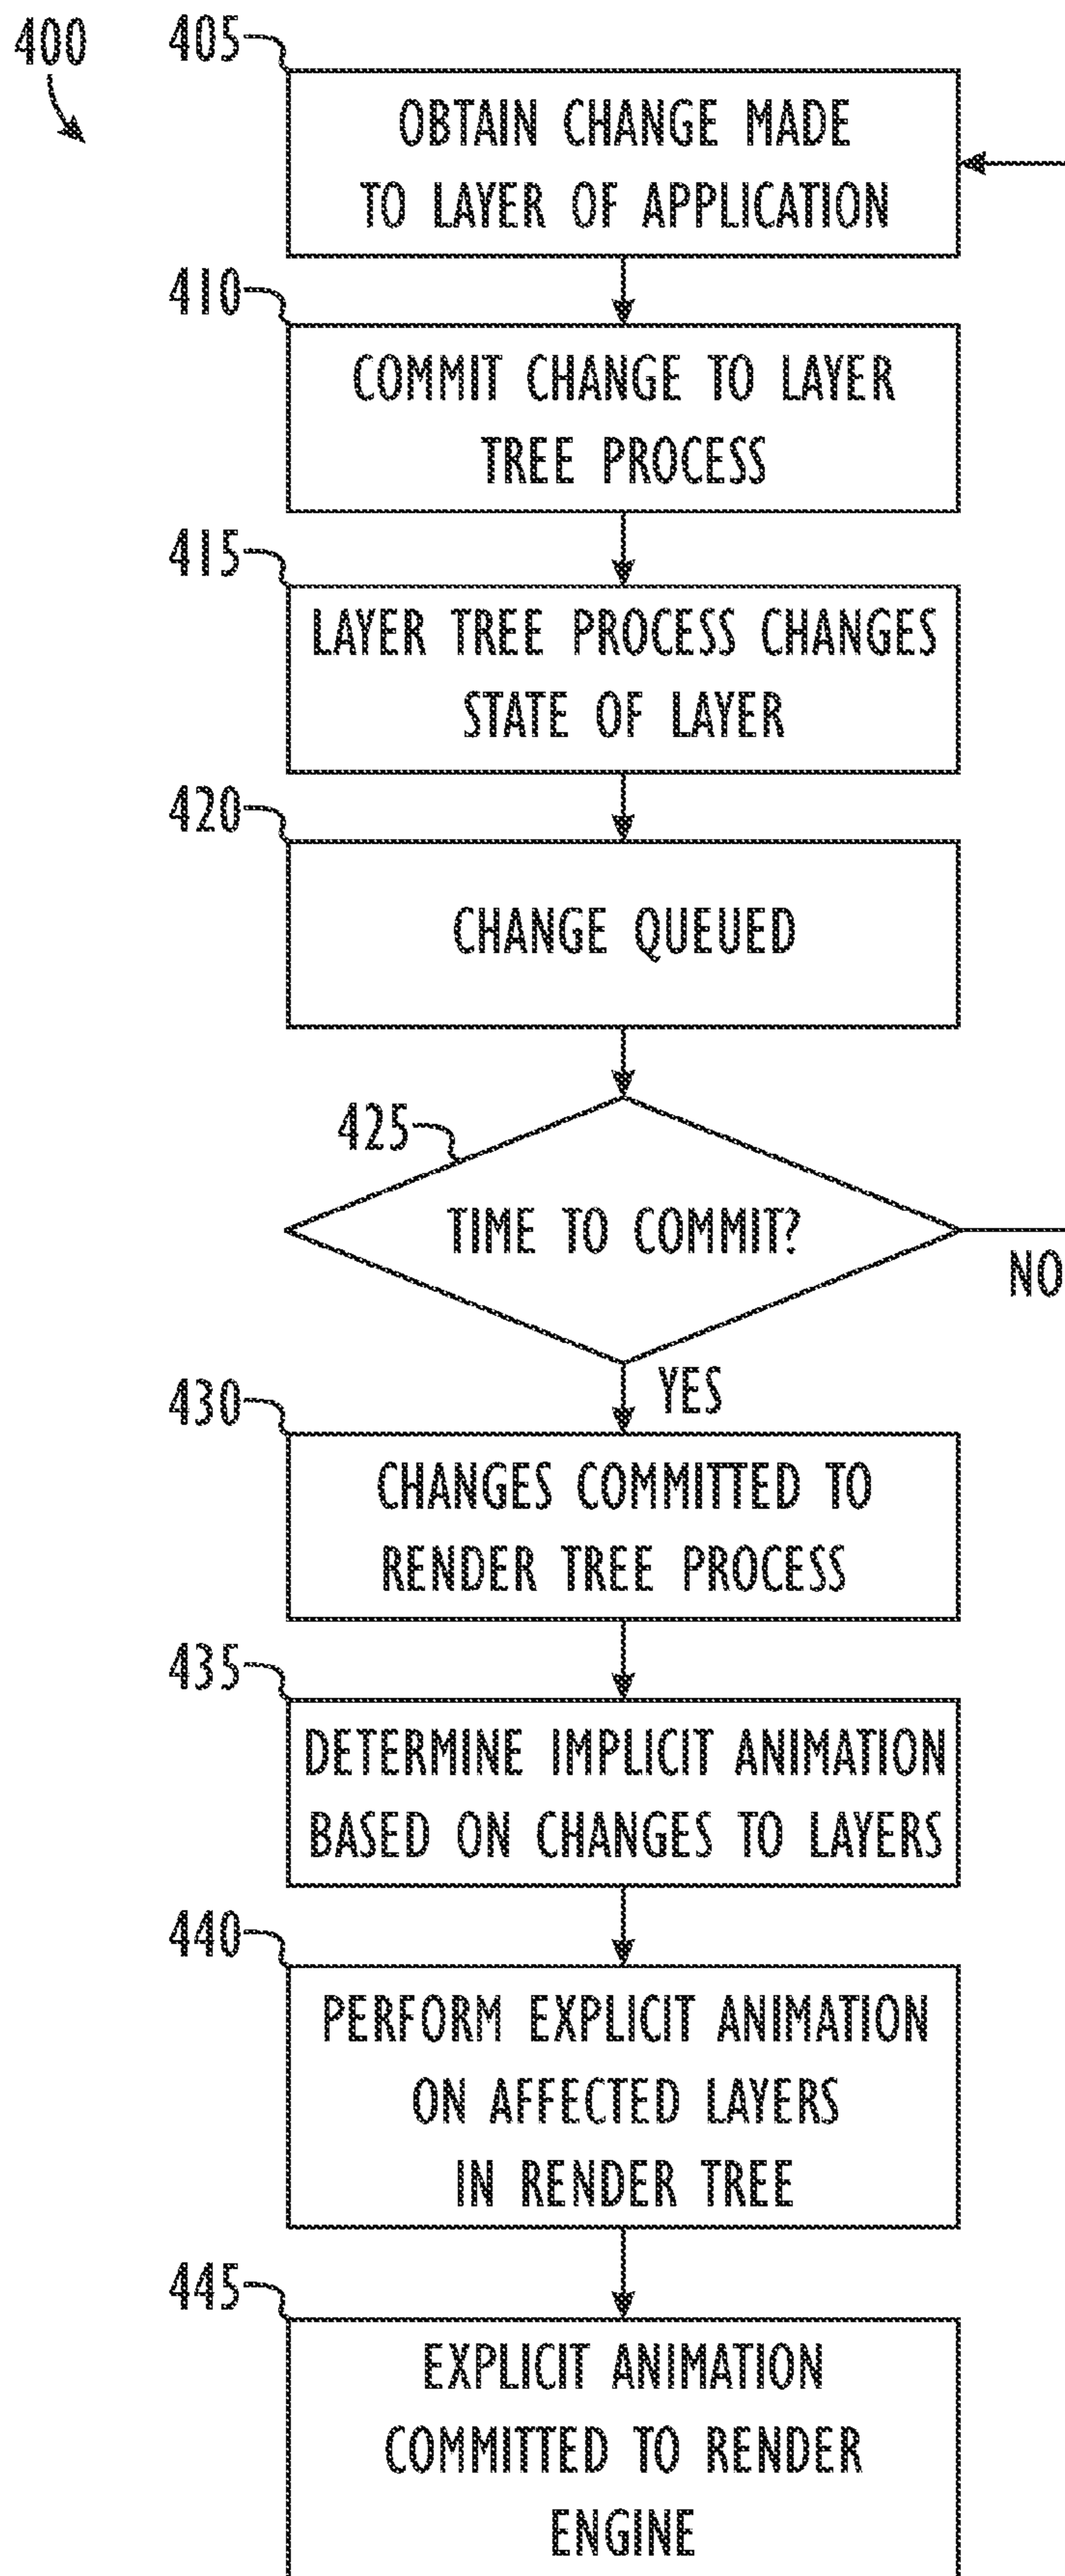 400
405
OBTAIN CHANGE MADE
TO LAYER OF APPLICATION
410
COMMIT CHANGE TO LAYER
TREE PROCESS
415
LAYER TREE PROCESS CHANGES
STATE OF LAYER
420
CHANGE QUEUED
425
TIME TO COMMIT?
NO
YES
430
CHANGES COMMITTED TO
RENDER TREE PROCESS
435
DETERMINE IMPLICIT ANIMATION
BASED ON CHANGES TO LAYERS
440
PERFORM EXPLICIT ANIMATION
ON AFFECTED LAYERS
IN RENDER TREE
445
EXPLICIT ANIMATION
COMMITTED TO RENDER
ENGINE